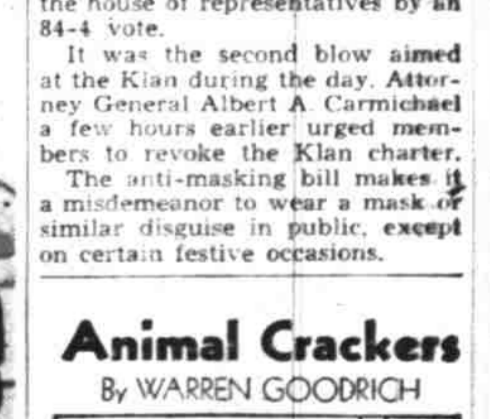 the house of representatives by an
84-4 vote.
It was the second blow aimed
at the Klan during the day. Attor-
ney General Albert A. Carmichael
a few hours earlier urged mem-
bers to revoke the Klan charter.
The anti-masking bill makes it
a misdemeanor to wear a mask or
similar disguise in public, except
on certain festive occasions.
Animal Crackers
By WARREN GOODRICH